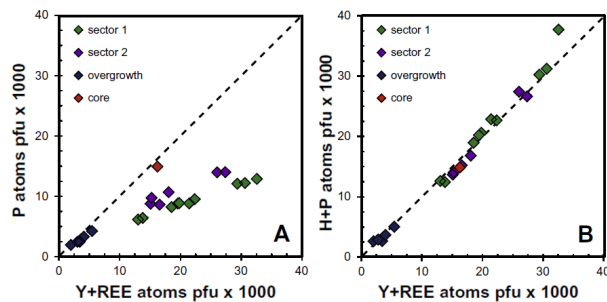 40
30
20
10
0
P atoms pfu x 1000
sector 1
sector 2
overgrowth
core
A
0 10 20 30 40
Y+REE atoms pfu x 1000
40
30
20
10
0
H+P atoms pfu x 1000
sector 1
sector 2
overgrowth
core
B
0 10 20 30 40
Y+REE atoms pfu x 1000